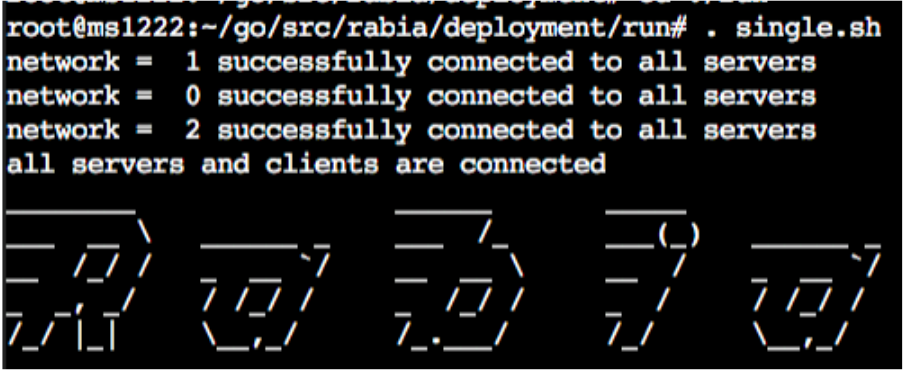 root@ms1222:~/go/src/rabia/deployment/run# . single.sh
network =  1 successfully connected to all servers
network =  0 successfully connected to all servers
network =  2 successfully connected to all servers
all servers and clients are connected
Rabia